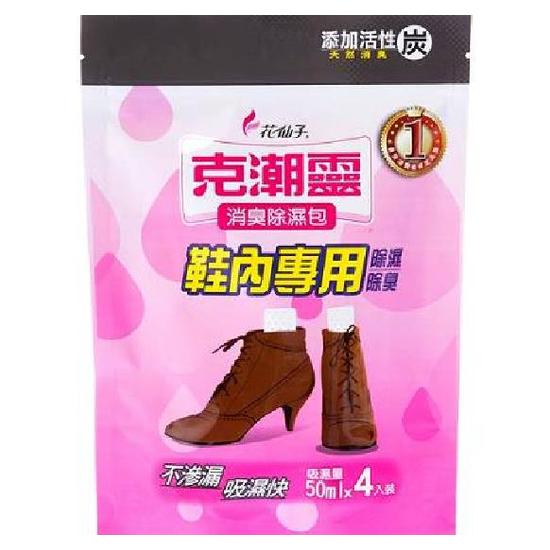 添加活性炭
天然消臭
花仙子
克潮靈
1
消臭除濕包
鞋內專用
除濕
除臭
不滲漏
吸濕快
吸濕量
50ml x 4入裝